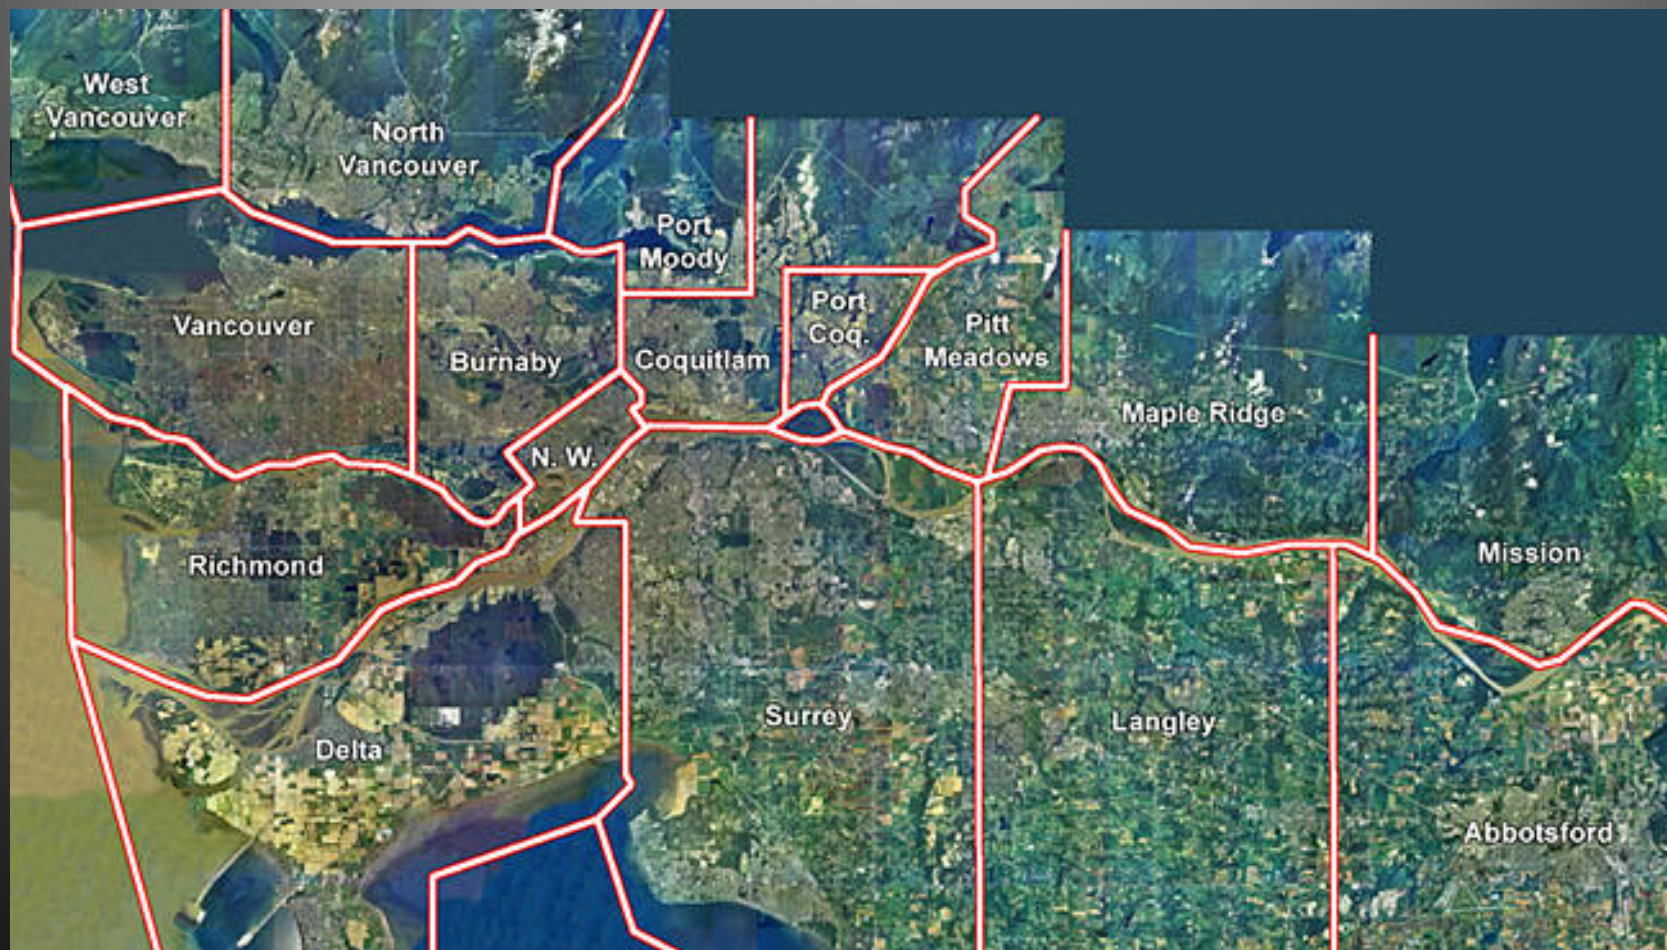 West
Vancouver
North
Vancouver
Port
Moody
Vancouver
Burnaby
Coquitlam
Port
Coq.
Pitt
Meadows
Maple Ridge
N. W.
Richmond
Mission
Delta
Surrey
Langley
Abbotsford